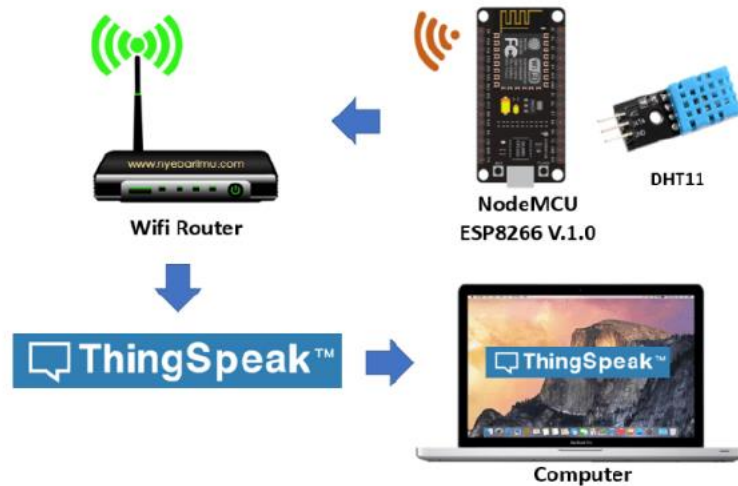 www.nyebarilmu.com
Wifi Router
NodeMCU
ESP8266 V.1.0
DHT11
ThingSpeak™
ThingSpeak™
Computer